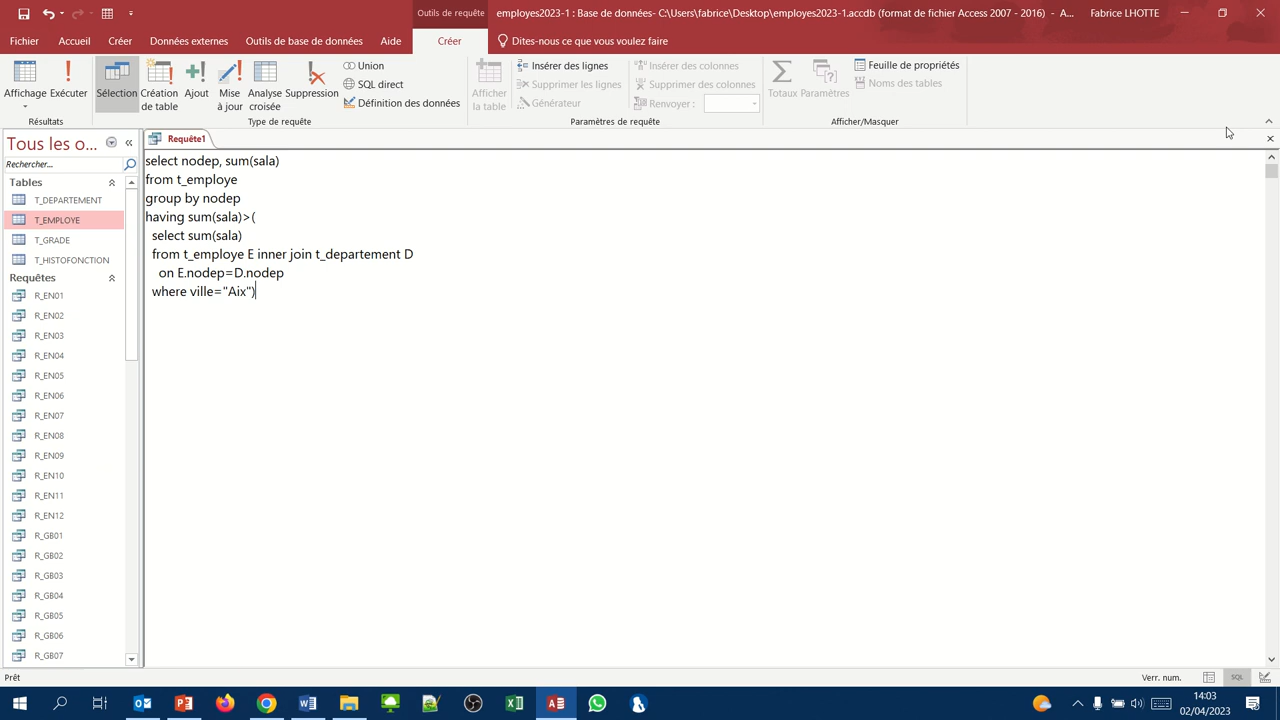 Outils de requête
employes2023-1 : Base de données- C:\Users\fabrice\Desktop\employes2023-1.accdb (format de fichier Access 2007 - 2016) - A...
Fabrice LHOTTE
Fichier
Accueil
Créer
Données externes
Outils de base de données
Aide
Créer
Dites-nous ce que vous voulez faire
Affichage
Exécuter
Résultats
Sélection
Création de table
Ajout
Mise à jour
Analyse croisée
Suppression
Union
SQL direct
Définition des données
Type de requête
Afficher la table
Insérer des lignes
Supprimer les lignes
Générateur
Insérer des colonnes
Supprimer des colonnes
Renvoyer :
Paramètres de requête
Totaux
Paramètres
Feuille de propriétés
Noms des tables
Afficher/Masquer
Tous les o...
Rechercher...
Tables
T_DEPARTEMENT
T_EMPLOYE
T_GRADE
T_HISTOFONCTION
Requêtes
R_EN01
R_EN02
R_EN03
R_EN04
R_EN05
R_EN06
R_EN07
R_EN08
R_EN09
R_EN10
R_EN11
R_EN12
R_GB01
R_GB02
R_GB03
R_GB04
R_GB05
R_GB06
R_GB07
Requête1
select nodep, sum(sala)
from t_employe
group by nodep
having sum(sala)>(
select sum(sala)
from t_employe E inner join t_departement D
on E.nodep=D.nodep
where ville="Aix")
Prêt
Verr. num.
SQL
14:03
02/04/2023